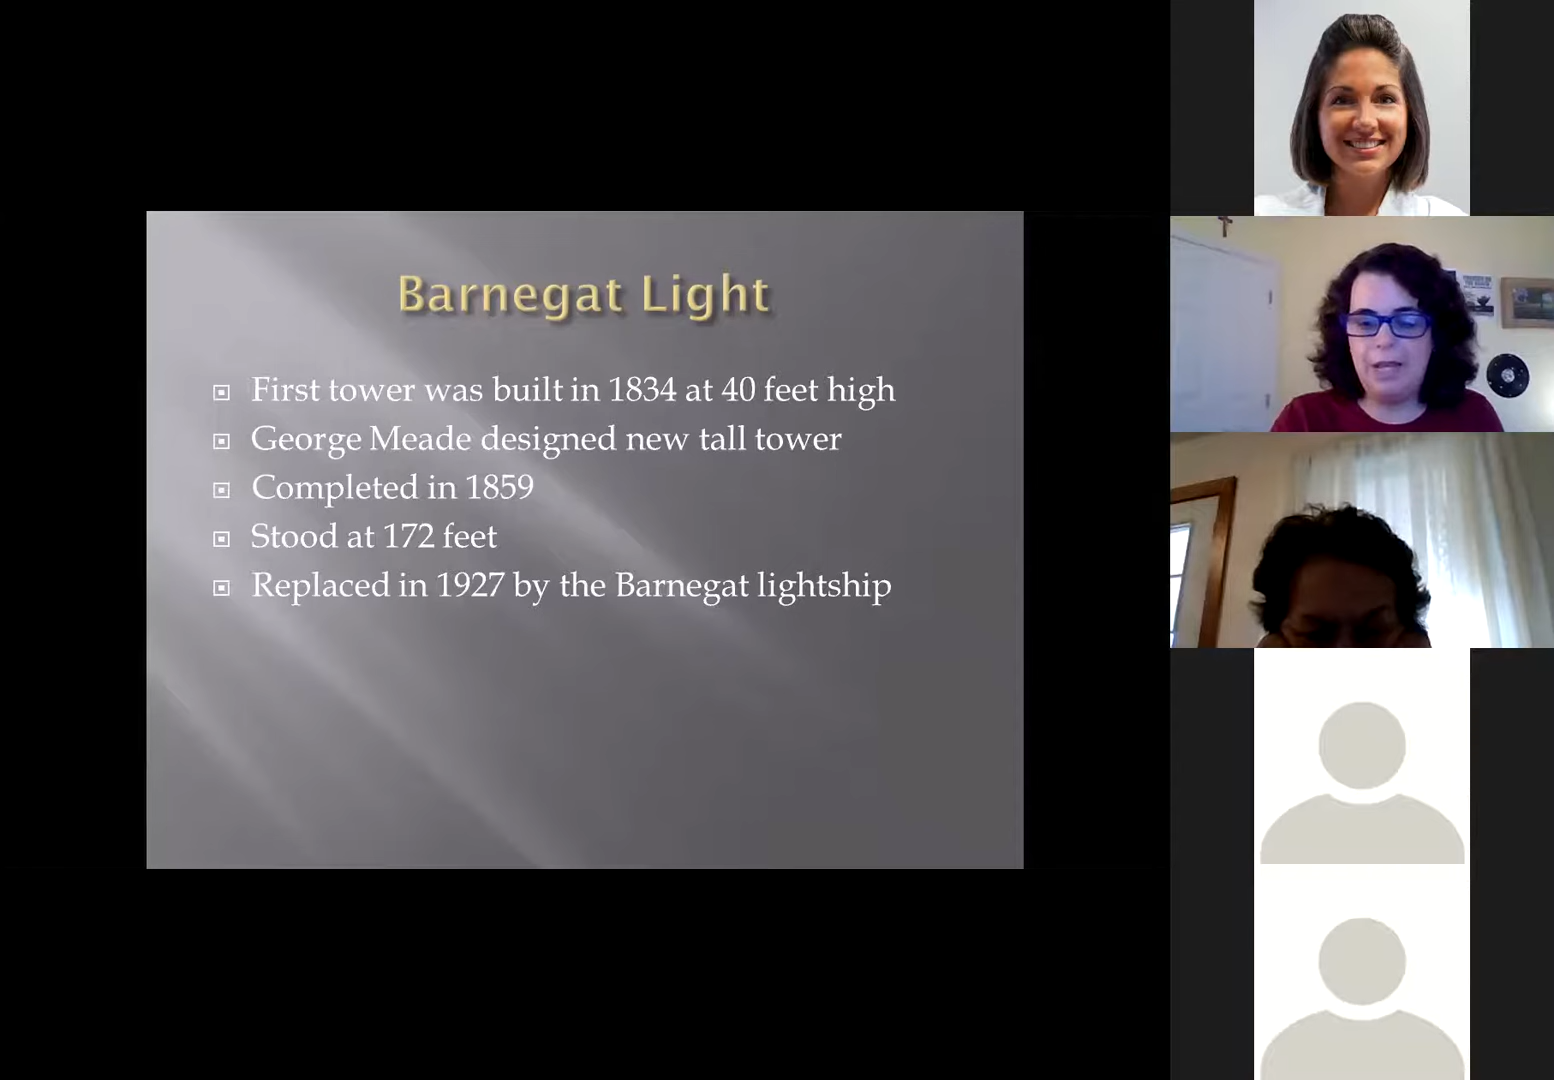 Barnegat Light
First tower was built in 1834 at 40 feet high
George Meade designed new tall tower
Completed in 1859
Stood at 172 feet
Replaced in 1927 by the Barnegat lightship